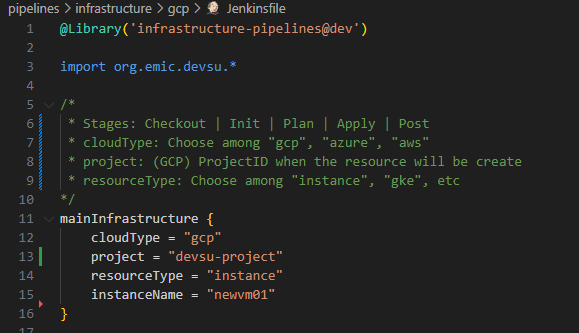 pipelines > infrastructure > gcp > Jenkinsfile
1 @Library('infrastructure-pipelines@dev')
2
3 import org.emic.devsu.*
4
5 /*
6 * Stages: Checkout | Init | Plan | Apply | Post
7 * cloudType: Choose among "gcp", "azure", "aws"
8 * project: (GCP) ProjectID when the resource will be create
9 * resourceType: Choose among "instance", "gke", etc
10 */
11 mainInfrastructure {
12 cloudType = "gcp"
13 project = "devsu-project"
14 resourceType = "instance"
15 instanceName = "newvm01"
16 }
17